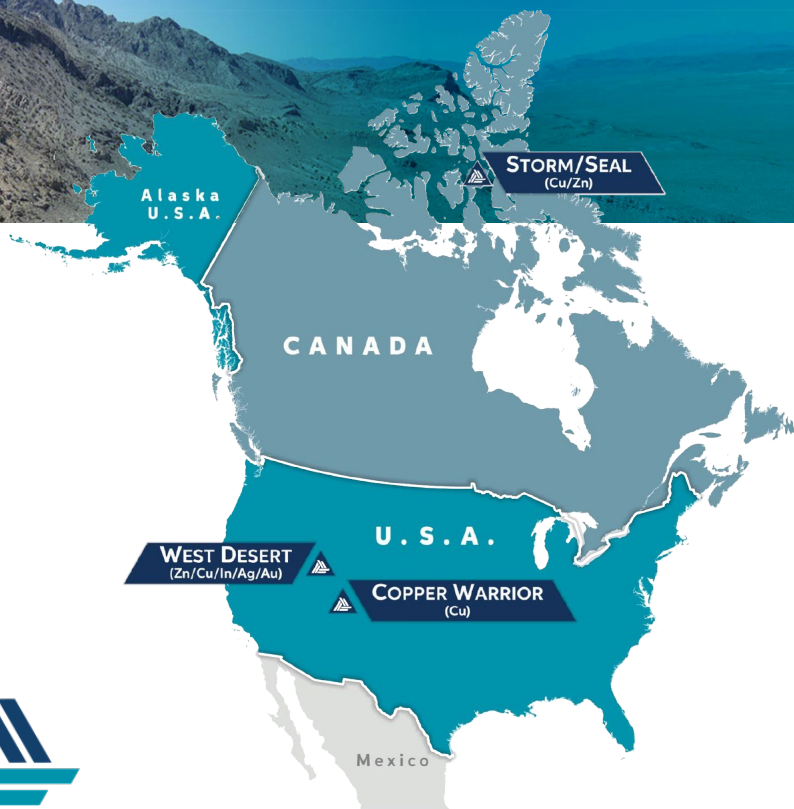 STORM/SEAL
(Cu/Zn)
Alaska
U.S.A.
CANADA
U.S.A.
WEST DESERT
(Zn/Cu/In/Ag/Au)
COPPER WARRIOR
(Cu)
Mexico